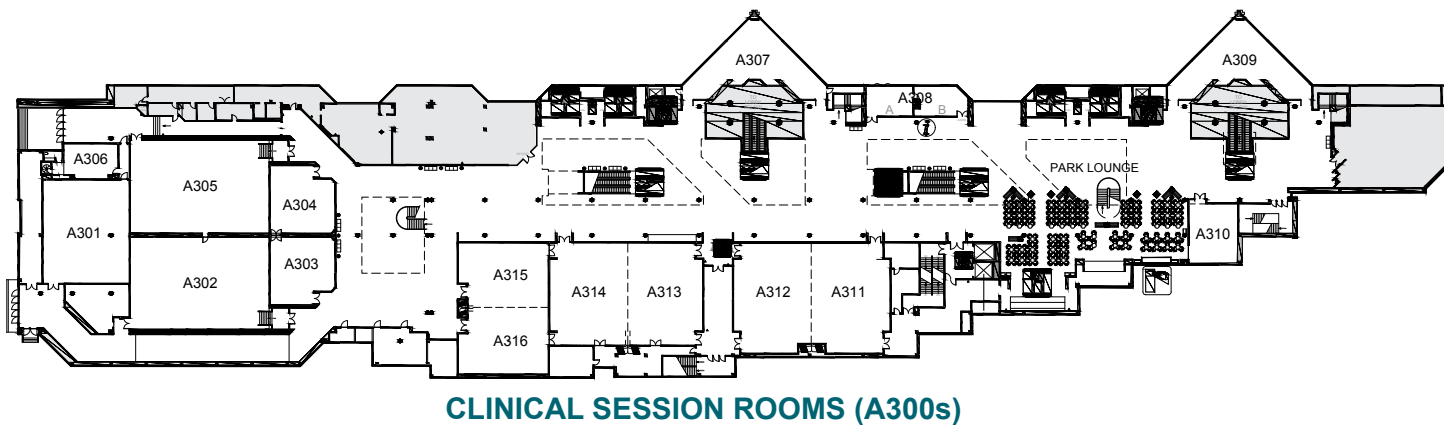 A307
A309
A308
A B
A306
A305
PARK LOUNGE
A304
A301
A310
A303
A302
A315
A314
A313
A312
A311
A316
CLINICAL SESSION ROOMS (A300s)